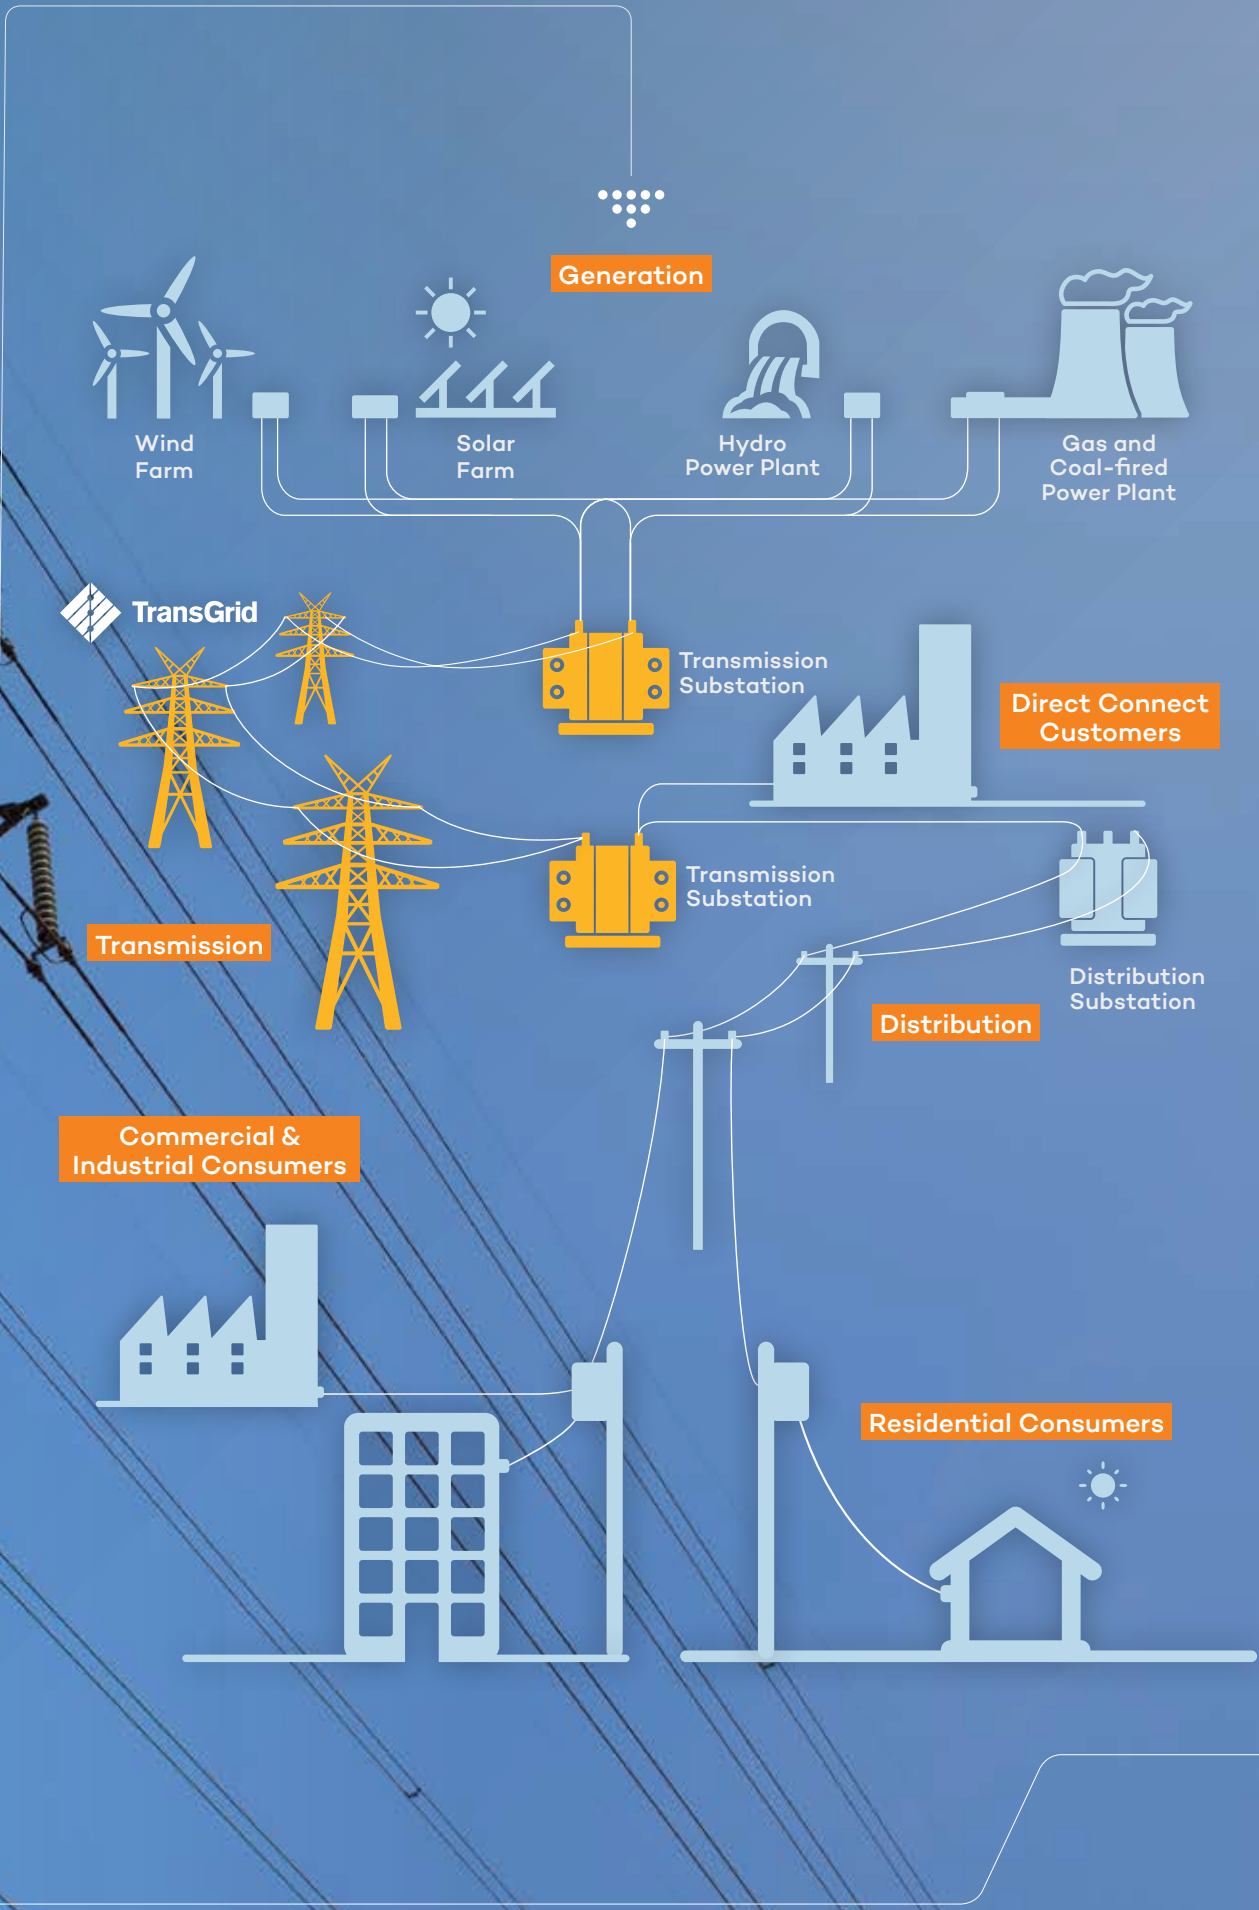 Generation
Wind
Farm
Solar
Farm
Hydro
Power Plant
Gas and
Coal-fired
Power Plant
TransGrid
Transmission
Substation
Direct Connect
Customers
Transmission
Substation
Transmission
Distribution
Substation
Distribution
Commercial &
Industrial Consumers
Residential Consumers